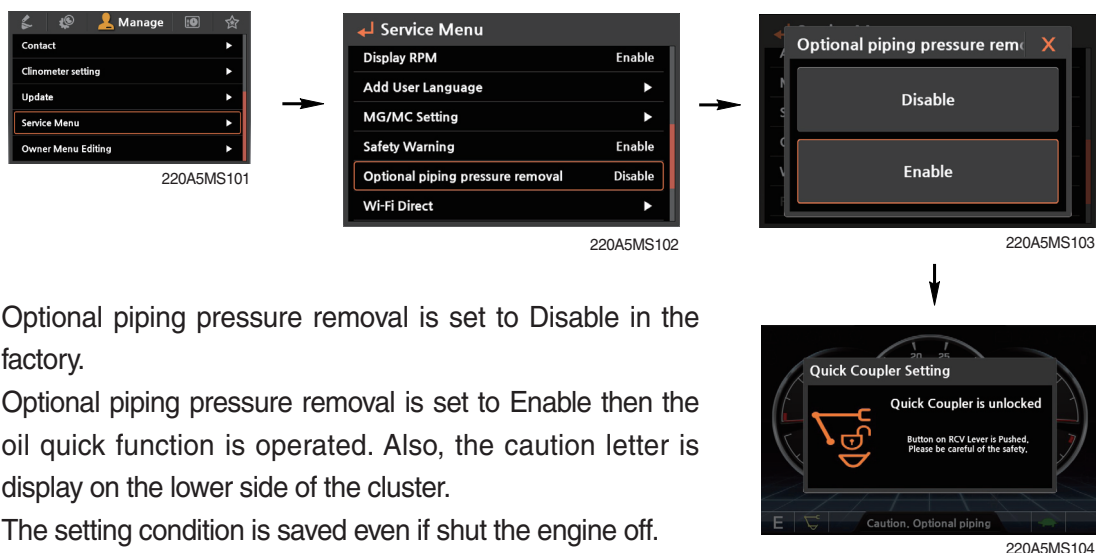 Manage
Contact
Clinometer setting
Update
Service Menu
Owner Menu Editing
220A5MS101
Service Menu
Display RPM Enable
Add User Language
MG/MC Setting
Safety Warning Enable
Optional piping pressure removal Disable
Wi-Fi Direct
220A5MS102
Optional piping pressure rem
X
Disable
Enable
220A5MS103
Optional piping pressure removal is set to Disable in the
factory.
Optional piping pressure removal is set to Enable then the
oil quick function is operated. Also, the caution letter is
display on the lower side of the cluster.
The setting condition is saved even if shut the engine off.
20 25
Quick Coupler Setting
Quick Coupler is unlocked
Button on RCV Lever is Pushed,
Please be careful of the safety,
E
Caution, Optional piping
220A5MS104